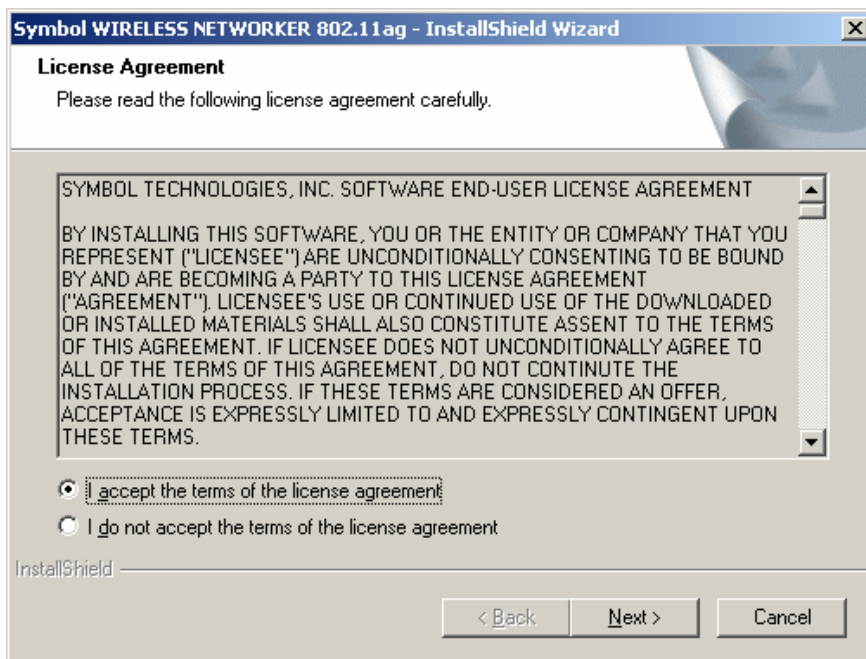 Symbol WIRELESS NETWORKER 802.11ag - InstallShield Wizard
License Agreement
Please read the following license agreement carefully.
SYMBOL TECHNOLOGIES, INC. SOFTWARE END-USER LICENSE AGREEMENT
BY INSTALLING THIS SOFTWARE, YOU OR THE ENTITY OR COMPANY THAT YOU
REPRESENT ("LICENSEE") ARE UNCONDITIONALLY CONSENTING TO BE BOUND
BY AND ARE BECOMING A PARTY TO THIS LICENSE AGREEMENT
("AGREEMENT"). LICENSEE'S USE OR CONTINUED USE OF THE DOWNLOADED
OR INSTALLED MATERIALS SHALL ALSO CONSTITUTE ASSENT TO THE TERMS
OF THIS AGREEMENT. IF LICENSEE DOES NOT UNCONDITIONALLY AGREE TO
ALL OF THE TERMS OF THIS AGREEMENT, DO NOT CONTINUTE THE
INSTALLATION PROCESS. IF THESE TERMS ARE CONSIDERED AN OFFER,
ACCEPTANCE IS EXPRESSLY LIMITED TO AND EXPRESSLY CONTINGENT UPON
THESE TERMS.
I accept the terms of the license agreement
I do not accept the terms of the license agreement
InstallShield
< Back Next > Cancel